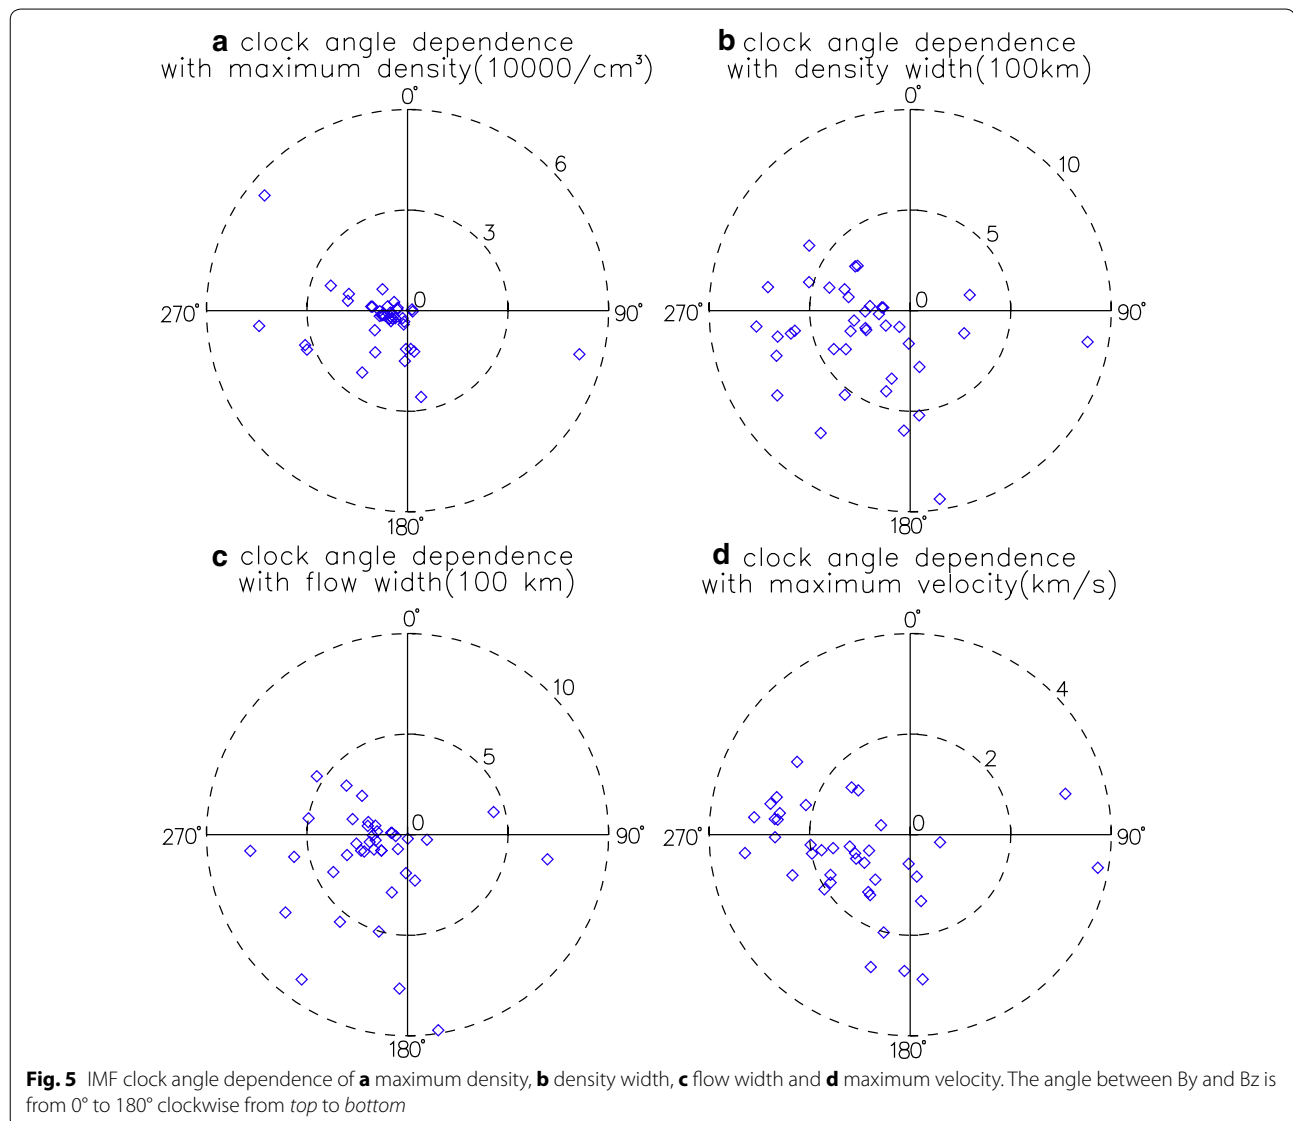 a clock angle dependence
with maximum density(10000/cm³)
0°
6
3
0
270°
90°
180°
b clock angle dependence
with density width(100km)
0°
10
5
0
270°
90°
180°
c clock angle dependence
with flow width(100 km)
0°
10
5
0
270°
90°
180°
d clock angle dependence
with maximum velocity(km/s)
0°
4
2
0
270°
90°
180°
Fig. 5 IMF clock angle dependence of a maximum density, b density width, c flow width and d maximum velocity. The angle between By and Bz is
from 0° to 180° clockwise from top to bottom